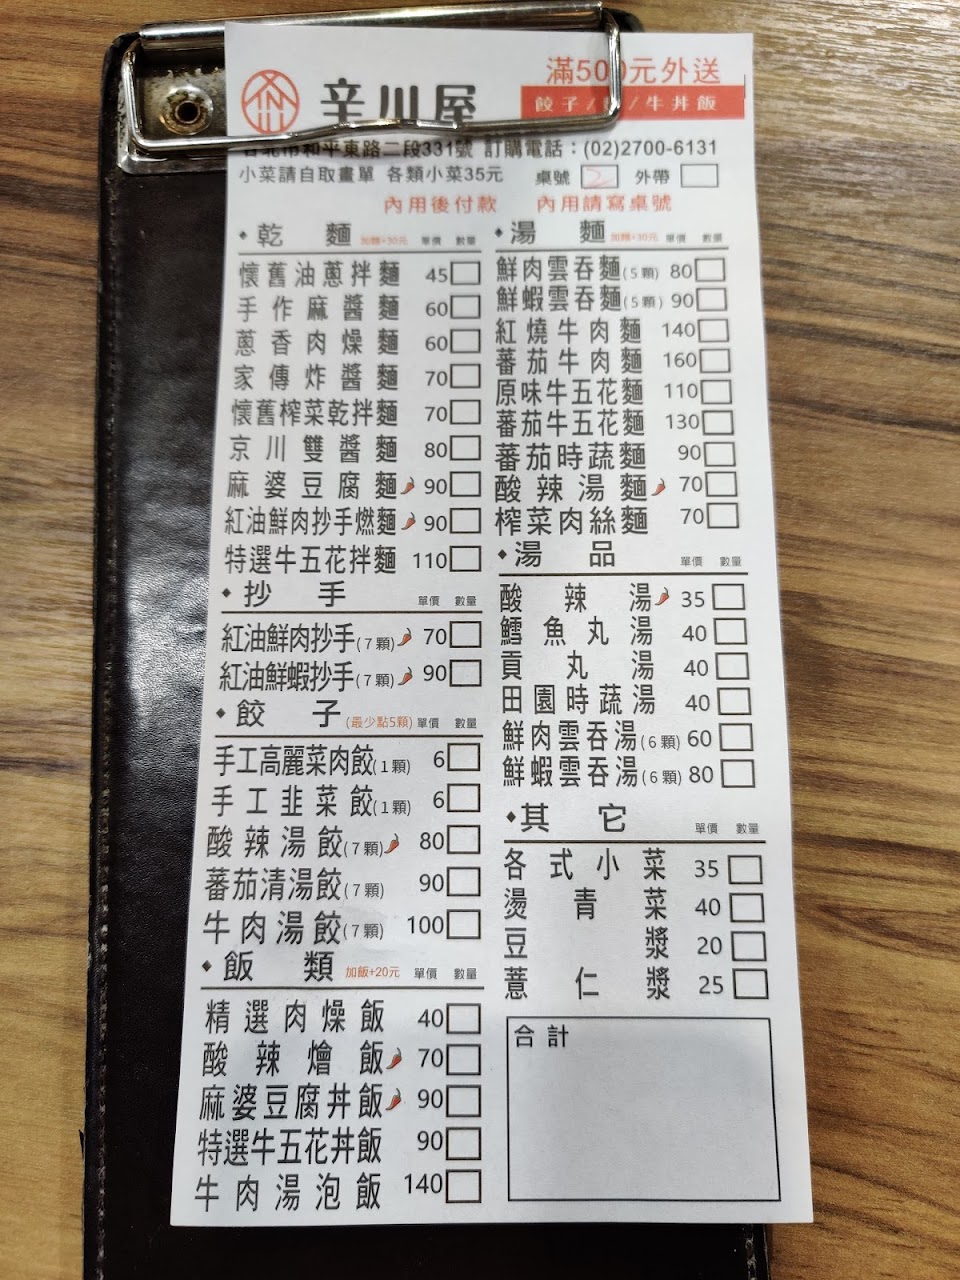 辛川屋
滿500元外送
餃子/ /牛丼飯
台北市和平東路二段331號 訂購電話：(02)2700-6131
小菜請自取畫單 各類小菜35元 桌號 2 外帶
內用後付款 內用請寫桌號
乾麵 加麵+30元 單價 數量
懷舊油蔥拌麵 45
手作麻醬麵 60
蔥香肉燥麵 60
家傳炸醬麵 70
懷舊榨菜乾拌麵 70
京川雙醬麵 80
麻婆豆腐麵 90
紅油鮮肉抄手燃麵 90
特選牛五花拌麵 110
抄手 單價 數量
紅油鮮肉抄手(7顆) 70
紅油鮮蝦抄手(7顆) 90
餃子 (最少點5顆) 單價 數量
手工高麗菜肉餃(1顆) 6
手工韭菜餃(1顆) 6
酸辣湯餃(7顆) 80
蕃茄清湯餃(7顆) 90
牛肉湯餃(7顆) 100
飯類 加飯+20元 單價 數量
精選肉燥飯 40
酸辣燴飯 70
麻婆豆腐丼飯 90
特選牛五花丼飯 90
牛肉湯泡飯 140
湯麵 加麵+30元 單價 數量
鮮肉雲吞麵(5顆) 80
鮮蝦雲吞麵(5顆) 90
紅燒牛肉麵 140
蕃茄牛肉麵 160
原味牛五花麵 110
蕃茄牛五花麵 130
蕃茄時蔬麵 90
酸辣湯麵 70
榨菜肉絲麵 70
湯品 單價 數量
酸辣湯 35
鱈魚丸湯 40
貢丸湯 40
田園時蔬湯 40
鮮肉雲吞湯(6顆) 60
鮮蝦雲吞湯(6顆) 80
其它 單價 數量
各式小菜 35
燙青菜 40
豆漿 20
薏仁漿 25
合計